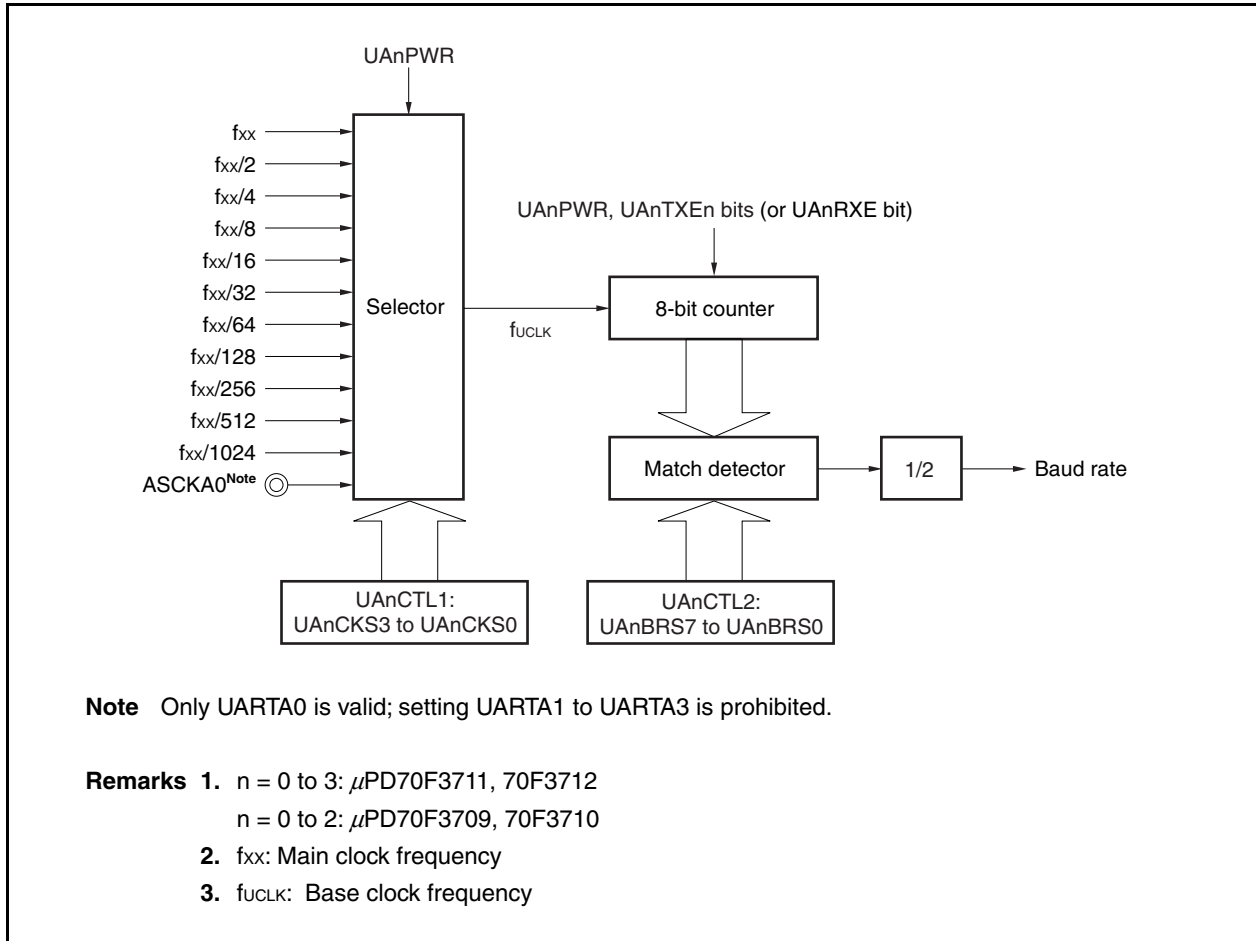 UAnPWR
fXX
fXX/2
fXX/4
fXX/8
fXX/16
fXX/32
fXX/64
fXX/128
fXX/256
fXX/512
fXX/1024
ASCKA0Note
Selector
fUCLK
UAnPWR, UAnTXEn bits (or UAnRXE bit)
8-bit counter
Match detector
1/2
Baud rate
UAnCTL1:
UAnCKS3 to UAnCKS0
UAnCTL2:
UAnBRS7 to UAnBRS0
Note Only UARTA0 is valid; setting UARTA1 to UARTA3 is prohibited.
Remarks 1. n = 0 to 3: μPD70F3711, 70F3712
n = 0 to 2: μPD70F3709, 70F3710
2. fXX: Main clock frequency
3. fUCLK: Base clock frequency